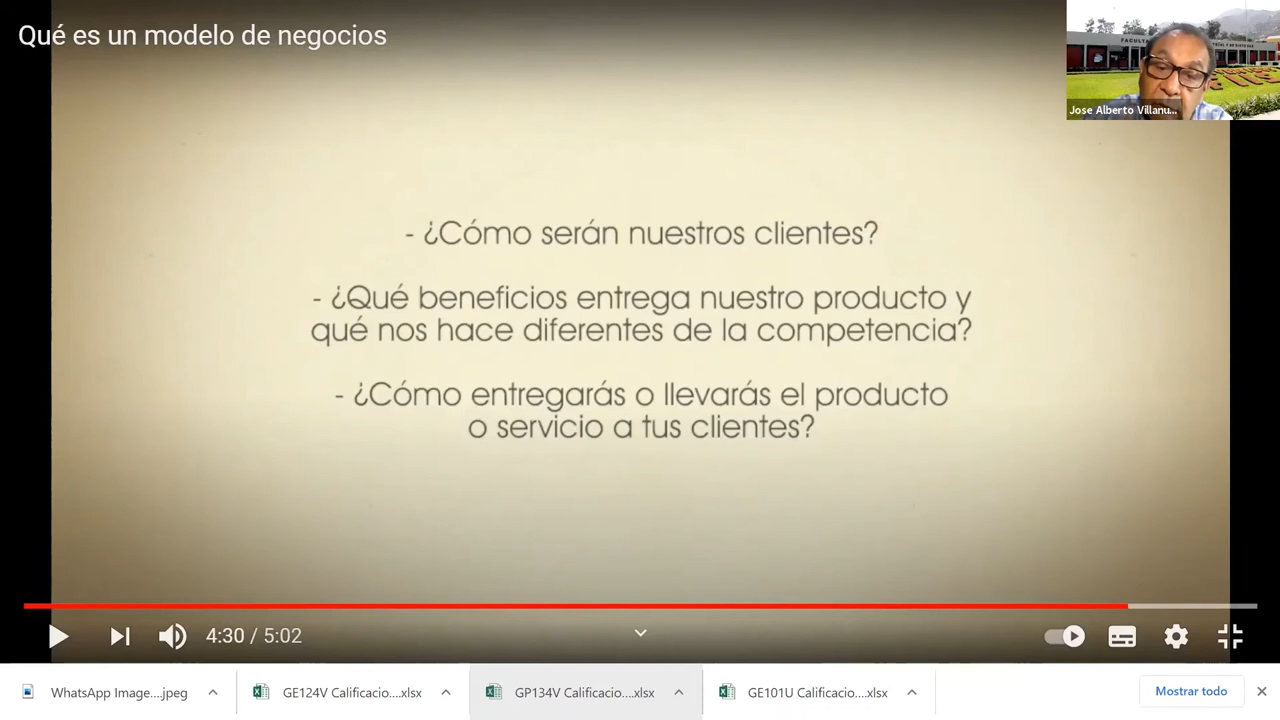 Qué es un modelo de negocios
FACULTA
Jose Alberto Villanu...
- ¿Cómo serán nuestros clientes?
- ¿Qué beneficios entrega nuestro producto y
qué nos hace diferentes de la competencia?
- ¿Cómo entregarás o llevarás el producto
o servicio a tus clientes?
4:30 / 5:02
WhatsApp Image....jpeg
GE124V Calificacio....xlsx
GP134V Calificacio....xlsx
GE101U Calificacio....xlsx
Mostrar todo